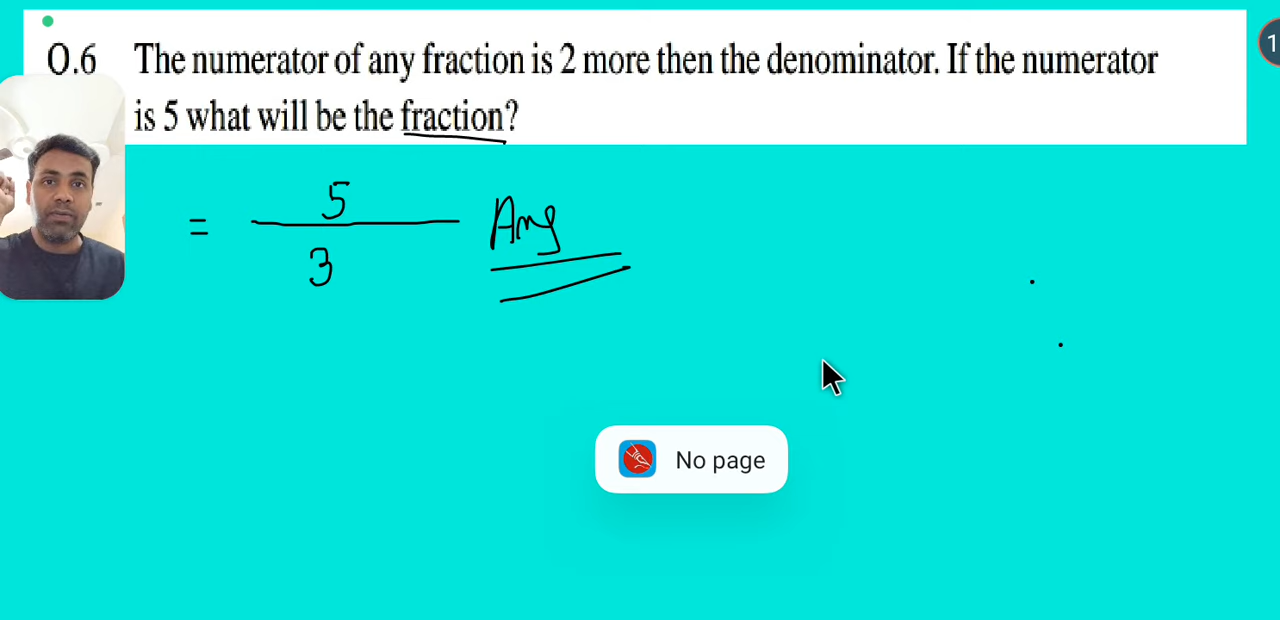 Q.6 The numerator of any fraction is 2 more then the denominator. If the numerator
is 5 what will be the fraction?
5
= Ans
3
No page
1